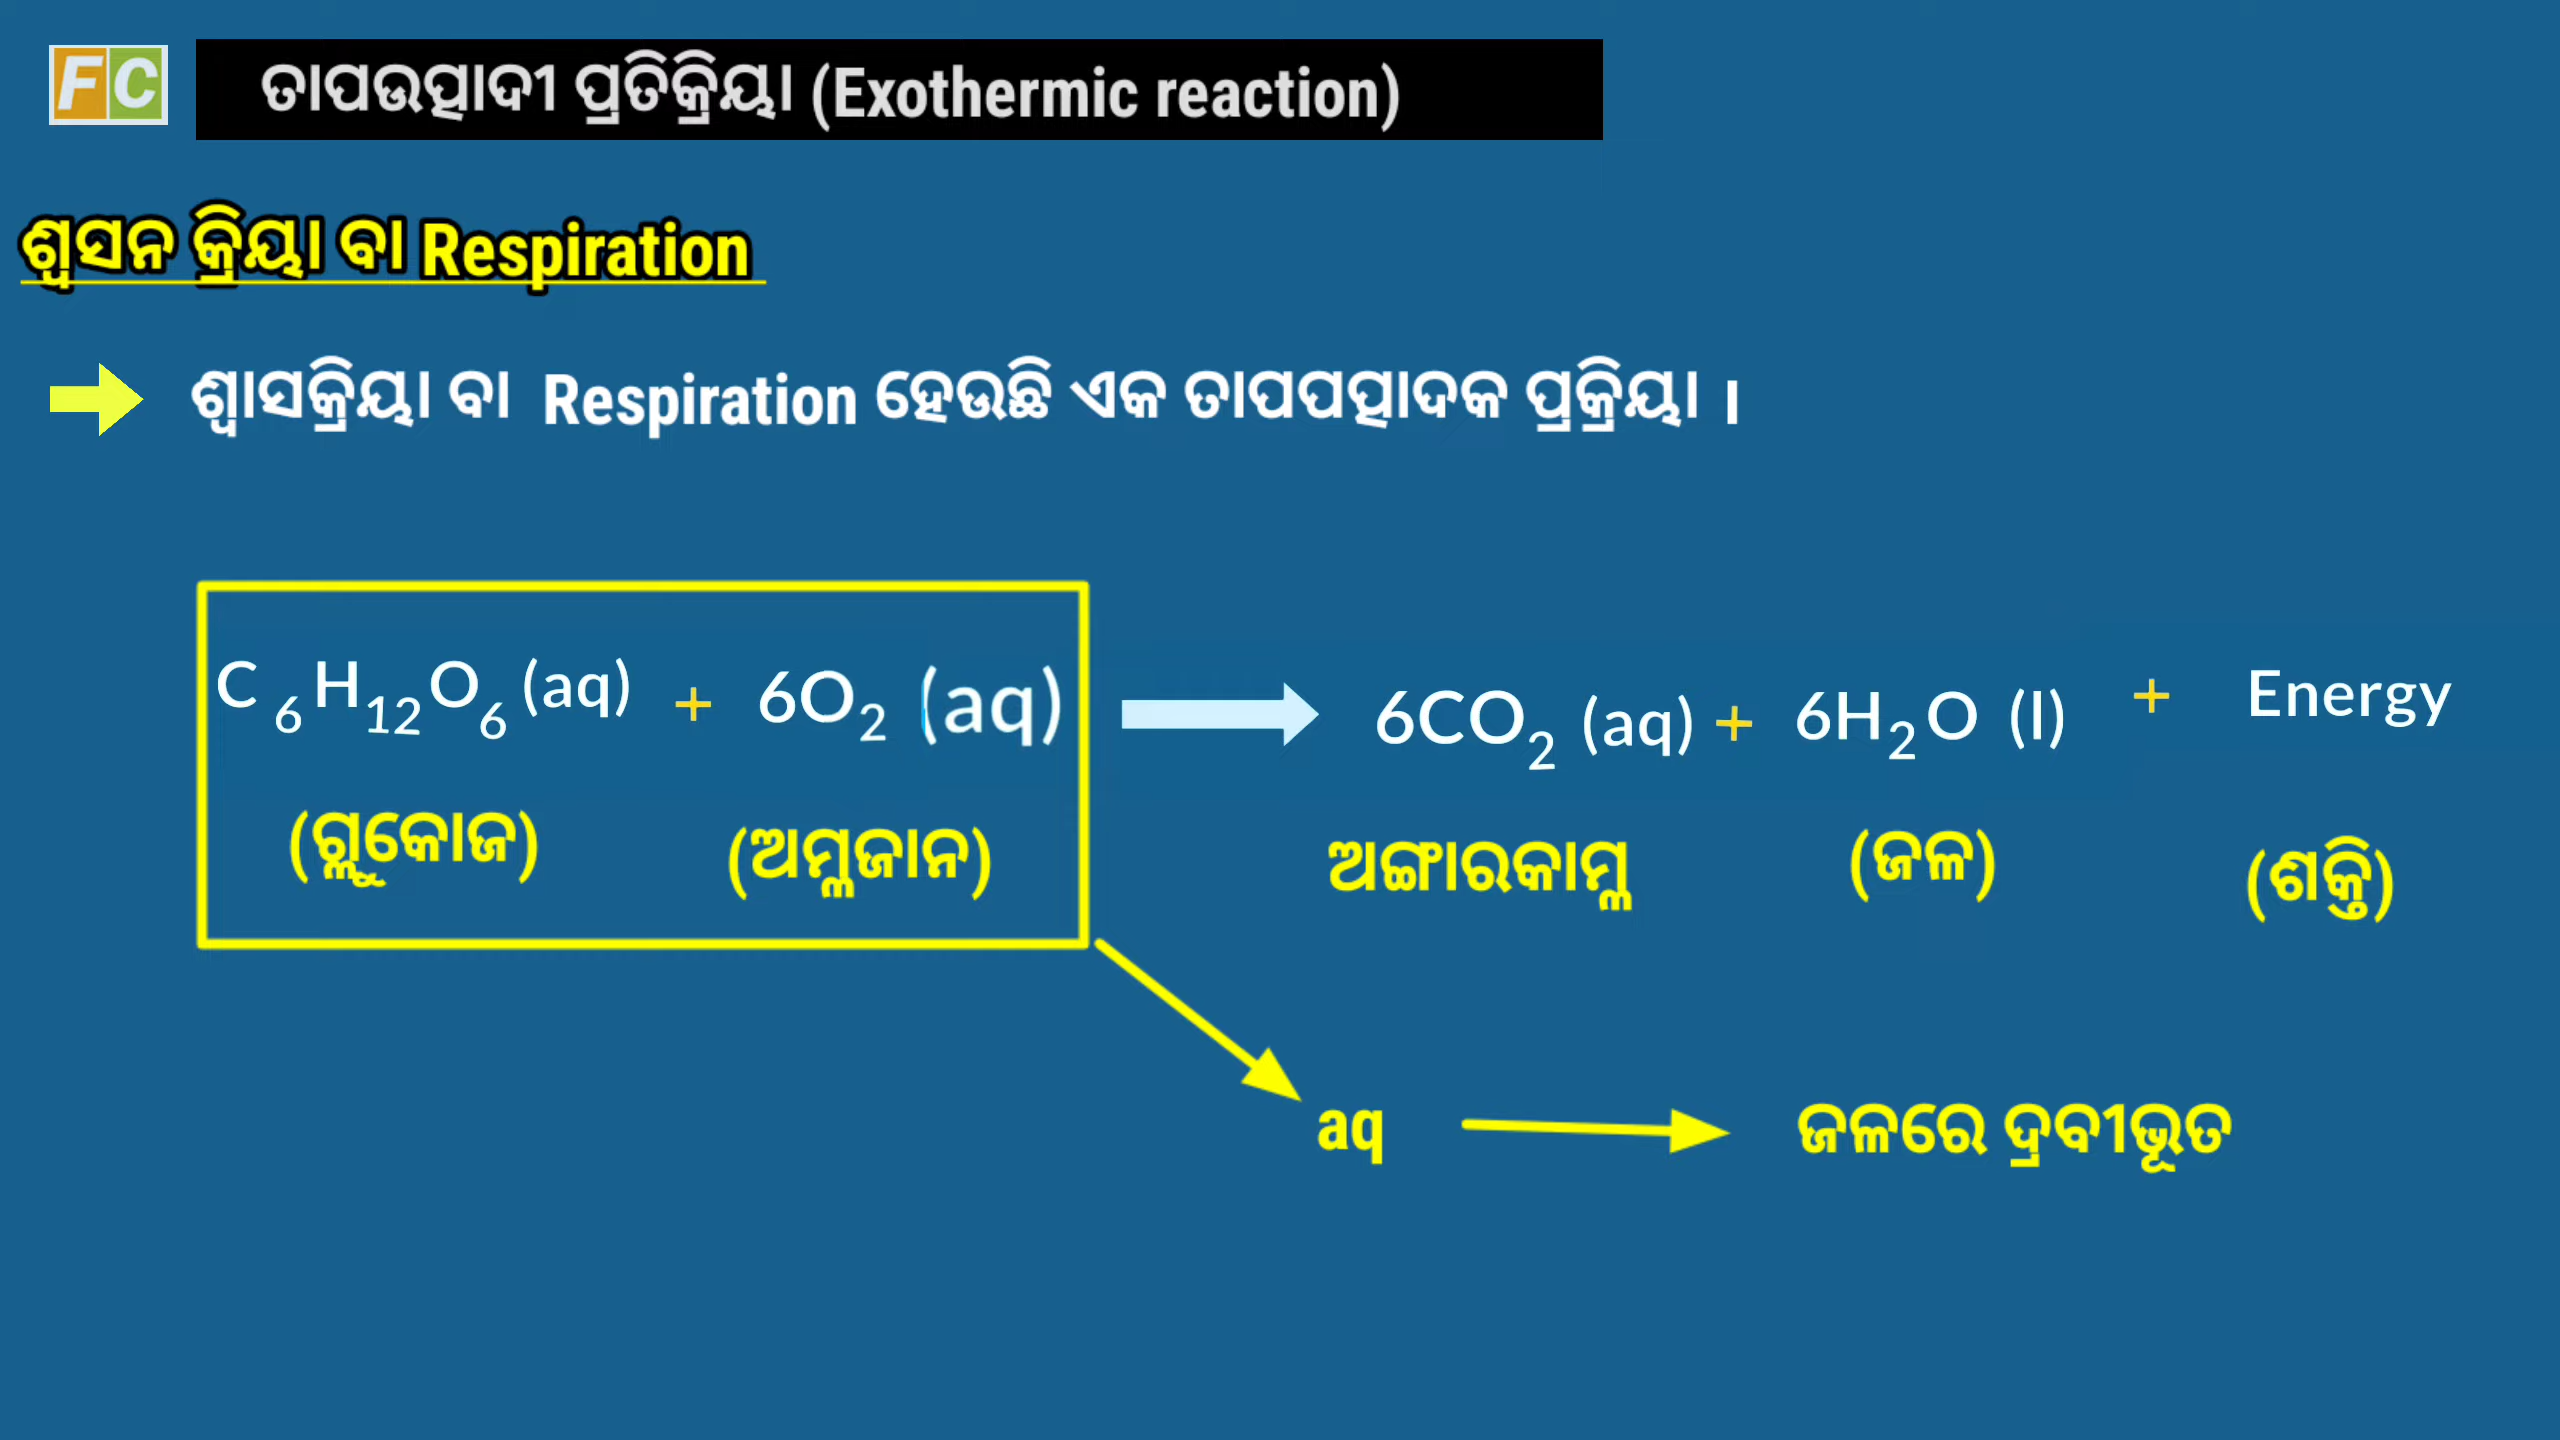 FC ତାପଉତ୍ପାଦୀ ପ୍ରତିକ୍ରିୟା (Exothermic reaction)
ଶ୍ୱସନ କ୍ରିୟା ବା Respiration
ଶ୍ୱାସକ୍ରିୟା ବା Respiration ହେଉଛି ଏକ ତାପପତ୍ପାଦକ ପ୍ରକ୍ରିୟା ।
C₆H₁₂O₆ (aq) + 6O₂ (aq) → 6CO₂ (aq) + 6H₂O (l) + Energy
(ଗ୍ଲୁକୋଜ) (ଅମ୍ଳଜାନ) ଅଙ୍ଗାରକାମ୍ଳ (ଜଳ) (ଶକ୍ତି)
aq → ଜଳରେ ଦ୍ରବୀଭୂତ